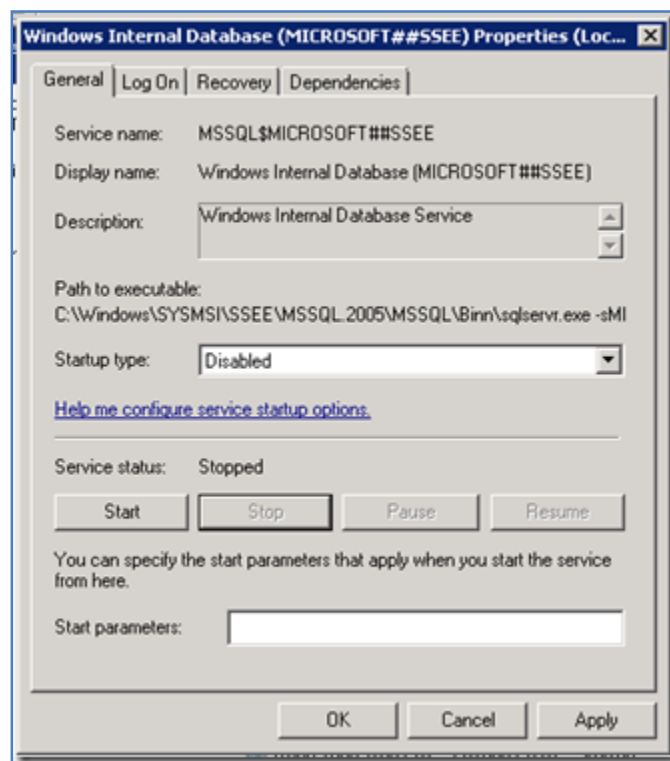 Windows Internal Database (MICROSOFT##SSEE) Properties (Loc...
General Log On Recovery Dependencies
Service name: MSSQL$MICROSOFT##SSEE
Display name: Windows Internal Database (MICROSOFT##SSEE)
Description: Windows Internal Database Service
Path to executable:
C:\Windows\SYSMSI\SSEE\MSSQL.2005\MSSQL\Binn\sqlservr.exe -sMI
Startup type: Disabled
Help me configure service startup options.
Service status: Stopped
Start Stop Pause Resume
You can specify the start parameters that apply when you start the service
from here.
Start parameters:
OK Cancel Apply